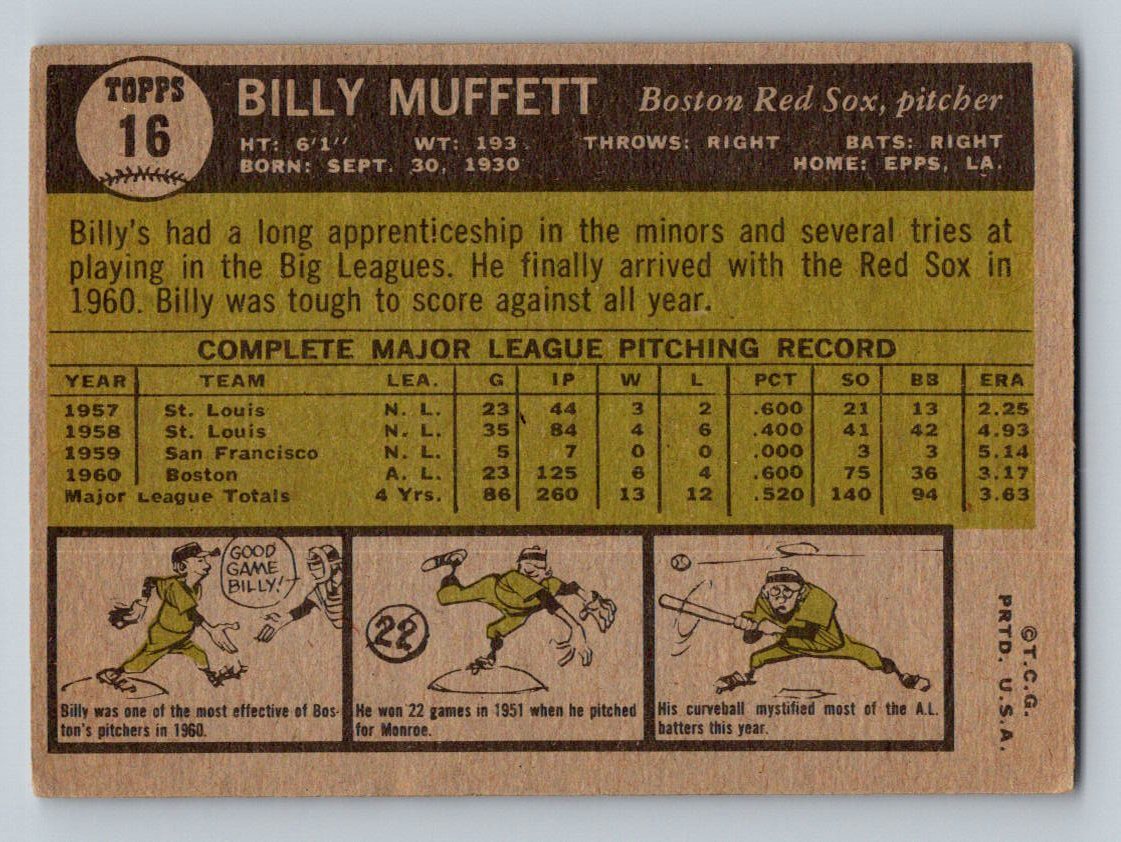 TOPPS
16
BILLY MUFFETT Boston Red Sox, pitcher
HT: 6'1" WT: 193 THROWS: RIGHT BATS: RIGHT
BORN: SEPT. 30, 1930 HOME: EPPS, LA.
Billy's had a long apprenticeship in the minors and several tries at
playing in the Big Leagues. He finally arrived with the Red Sox in
1960. Billy was tough to score against all year.
COMPLETE MAJOR LEAGUE PITCHING RECORD
YEAR TEAM LEA. G IP W L PCT SO BB ERA
1957 St. Louis N. L. 23 44 3 2 .600 21 13 2.25
1958 St. Louis N. L. 35 84 4 6 .400 41 42 4.93
1959 San Francisco N. L. 5 7 0 0 .000 3 3 5.14
1960 Boston A. L. 23 125 6 4 .600 75 36 3.17
Major League Totals 4 Yrs. 86 260 13 12 .520 140 94 3.63
GOOD
GAME
BILLY!
Billy was one of the most effective of Bos-
ton's pitchers in 1960.
22
He won 22 games in 1951 when he pitched
for Monroe.
His curveball mystified most of the A.L.
batters this year.
©T.C.G.
PRTD. U.S.A.